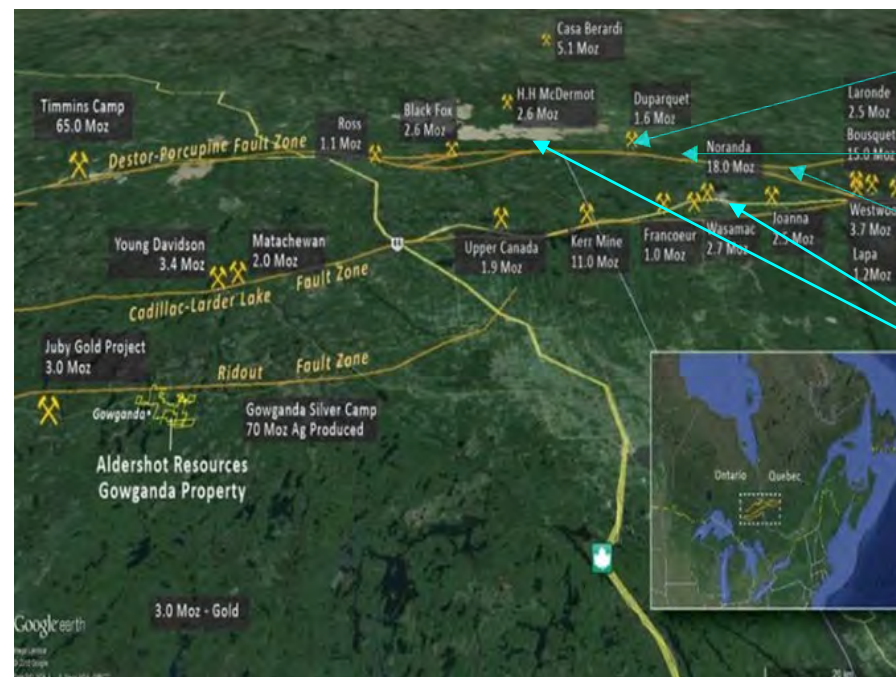 Casa Berardi
5.1 Moz
Timmins Camp
65.0 Moz
Destor-Porcupine Fault Zone
Ross
1.1 Moz
Black Fox
2.6 Moz
H.H McDermot
2.6 Moz
Duparquet
1.6 Moz
Noranda
18.0 Moz
Laronde
2.5 Moz
Bousquet
15.0 Moz
Westwo
3.7 Moz
Lapa
1.2Moz
Young Davidson
3.4 Moz
Matachewan
2.0 Moz
Cadillac-Larder Lake Fault Zone
11
Upper Canada
1.9 Moz
Kerr Mine
11.0 Moz
Francoeur
1.0 Moz
Wasamac
2.7 Moz
Joanna
2.5 Moz
Juby Gold Project
3.0 Moz
Ridout Fault Zone
Gowganda
Gowganda Silver Camp
70 Moz Ag Produced
Aldershot Resources
Gowganda Property
Ontario Quebec
3.0 Moz - Gold
Google earth